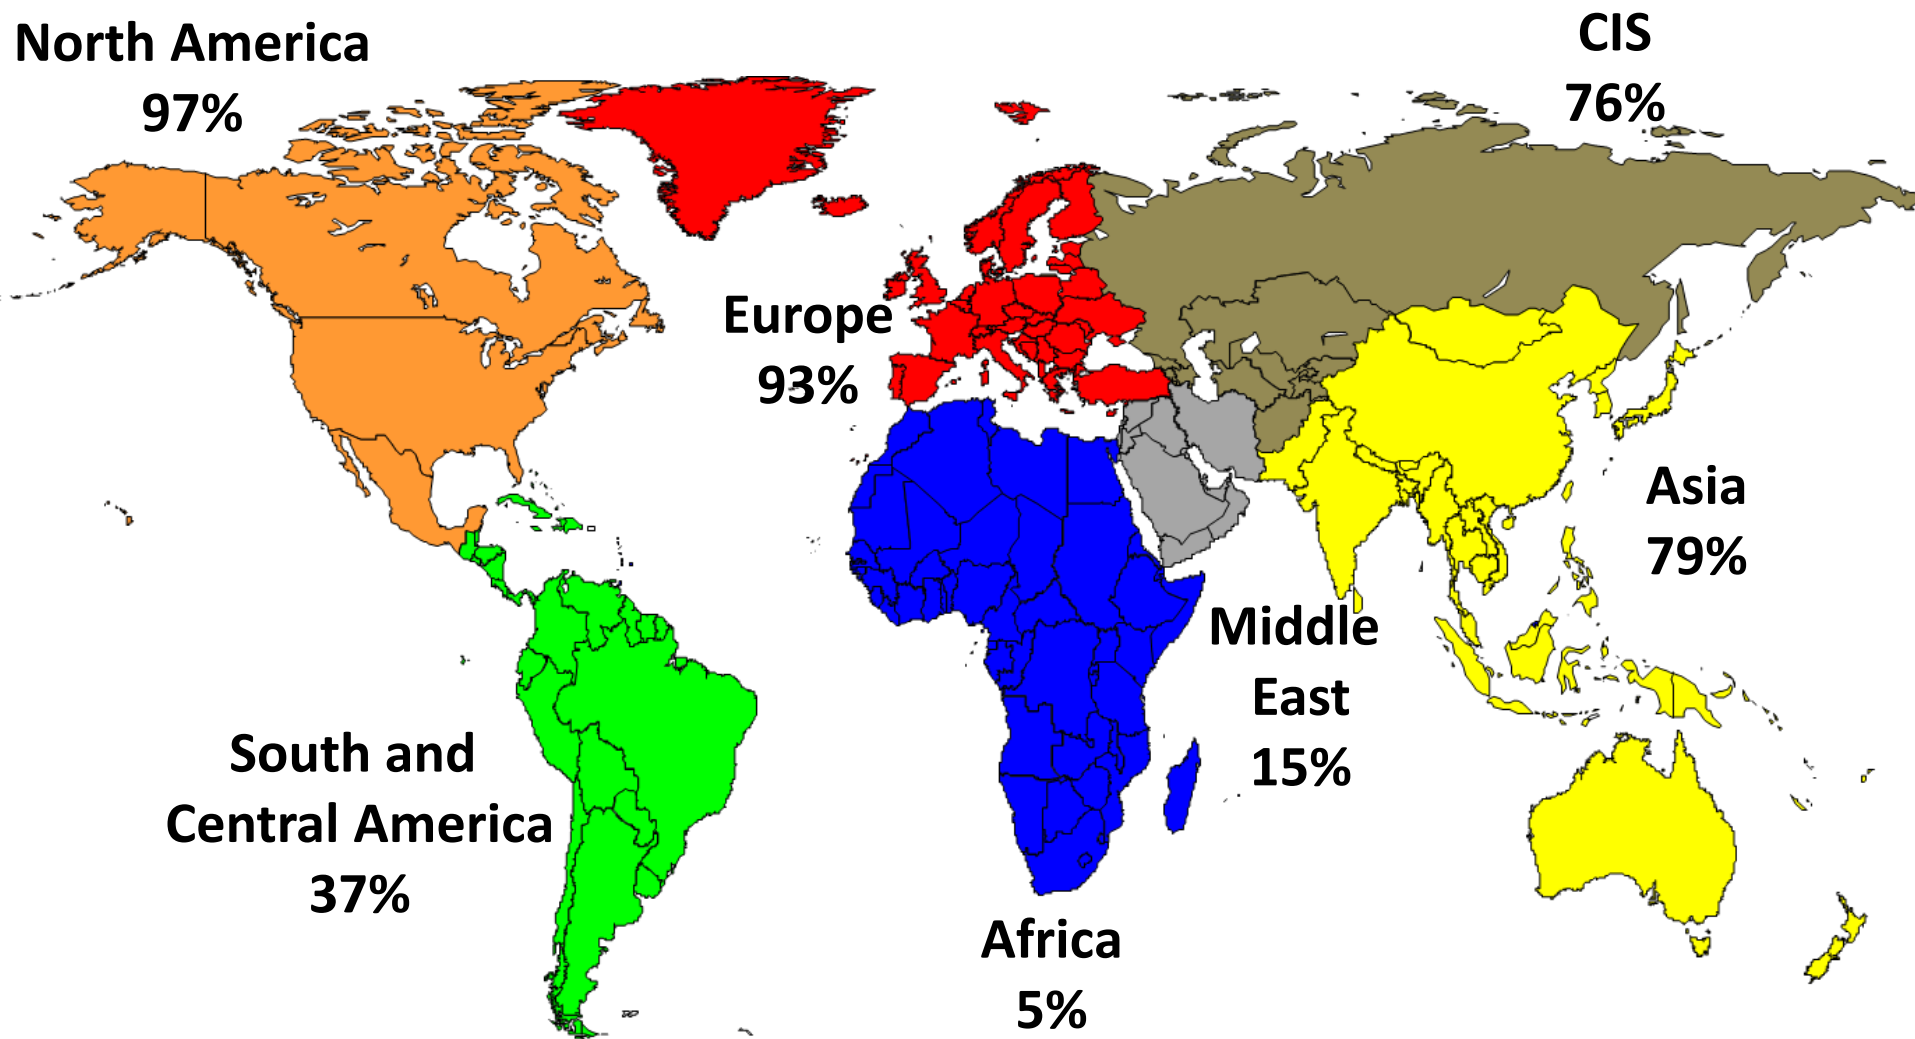 North America
97%
CIS
76%
Europe
93%
Asia
79%
Middle
East
15%
South and
Central America
37%
Africa
5%